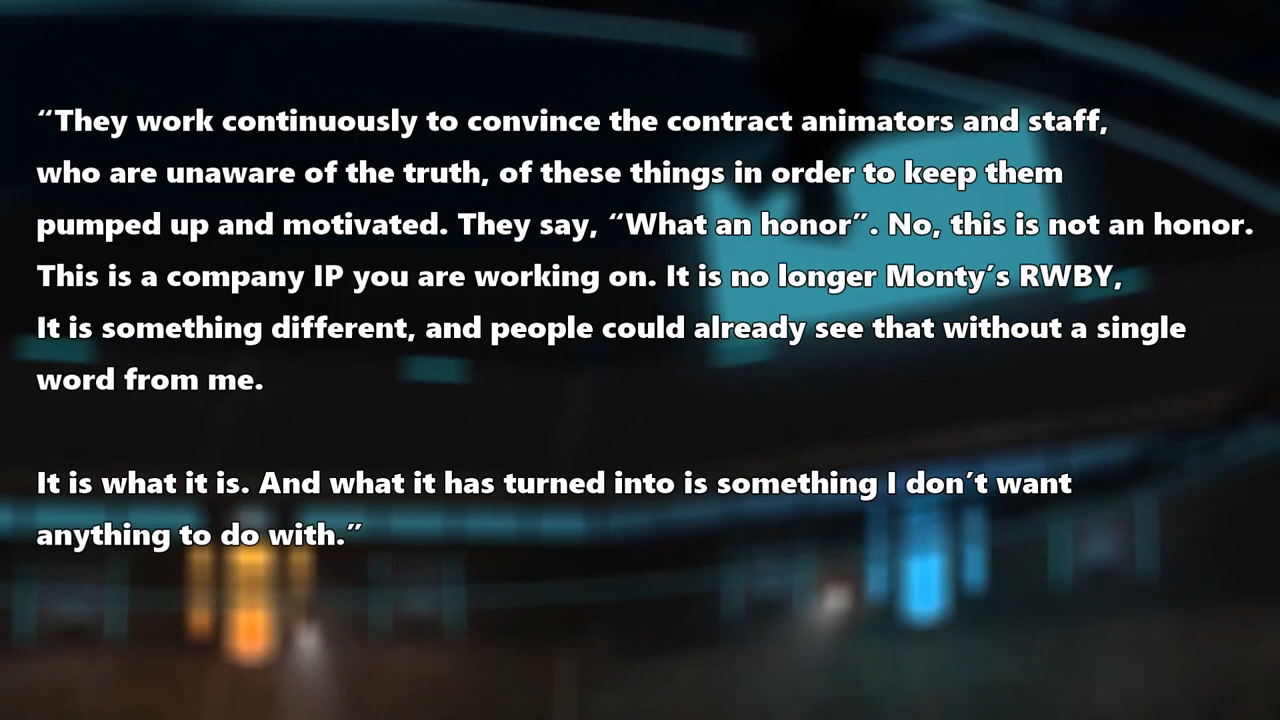 “They work continuously to convince the contract animators and staff,
who are unaware of the truth, of these things in order to keep them
pumped up and motivated. They say, “What an honor”. No, this is not an honor.
This is a company IP you are working on. It is no longer Monty’s RWBY,
It is something different, and people could already see that without a single
word from me.
It is what it is. And what it has turned into is something I don’t want
anything to do with.”